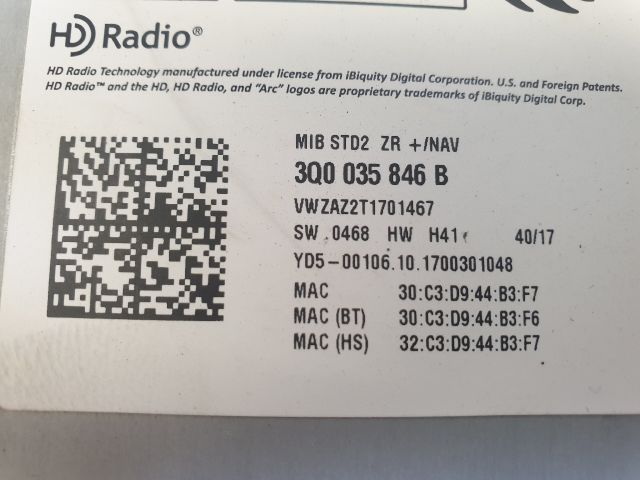 HD Radio®
HD Radio Technology manufactured under license from iBiquity Digital Corporation. U.S. and Foreign Patents.
HD Radio™ and the HD, HD Radio, and “Arc” logos are proprietary trademarks of iBiquity Digital Corp.
MIB STD2 ZR +/NAV
3Q0 035 846 B
VWZAZ2T1701467
SW .0468 HW H41 40/17
YD5-00106.10.1700301048
MAC 30:C3:D9:44:B3:F7
MAC (BT) 30:C3:D9:44:B3:F6
MAC (HS) 32:C3:D9:44:B3:F7